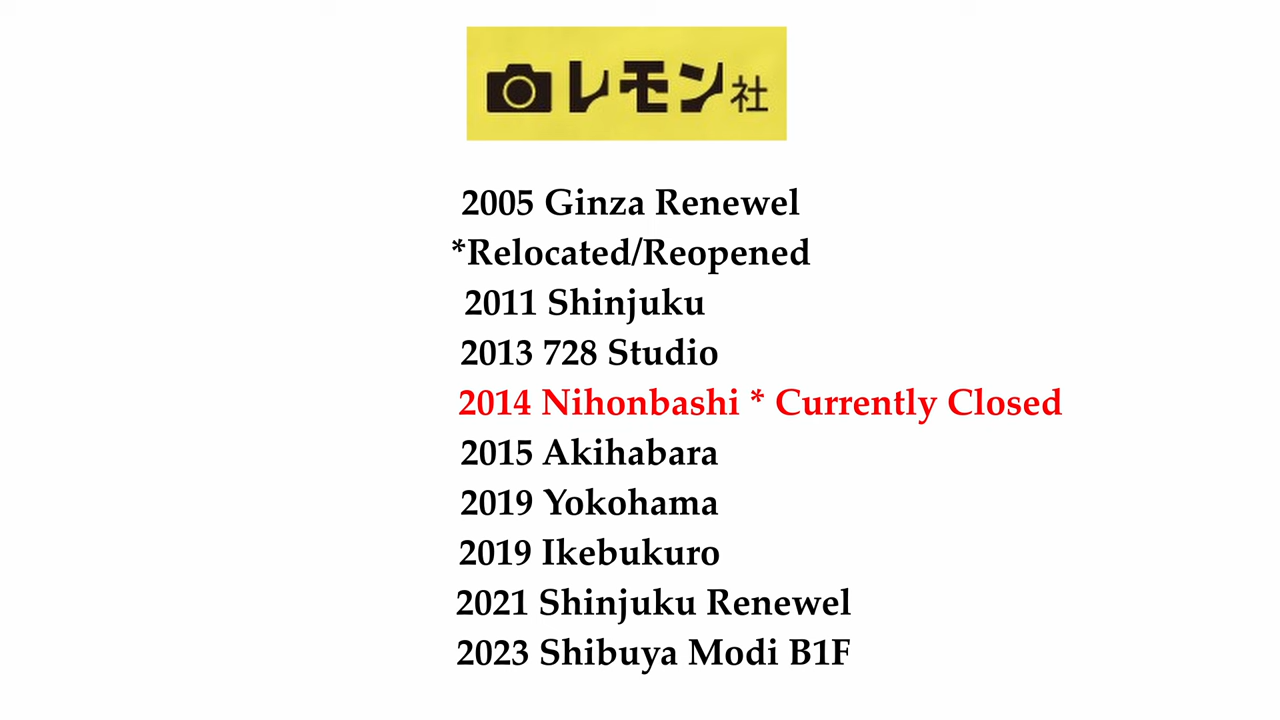 レモン社
2005 Ginza Renewel
*Relocated/Reopened
2011 Shinjuku
2013 728 Studio
2014 Nihonbashi * Currently Closed
2015 Akihabara
2019 Yokohama
2019 Ikebukuro
2021 Shinjuku Renewel
2023 Shibuya Modi B1F